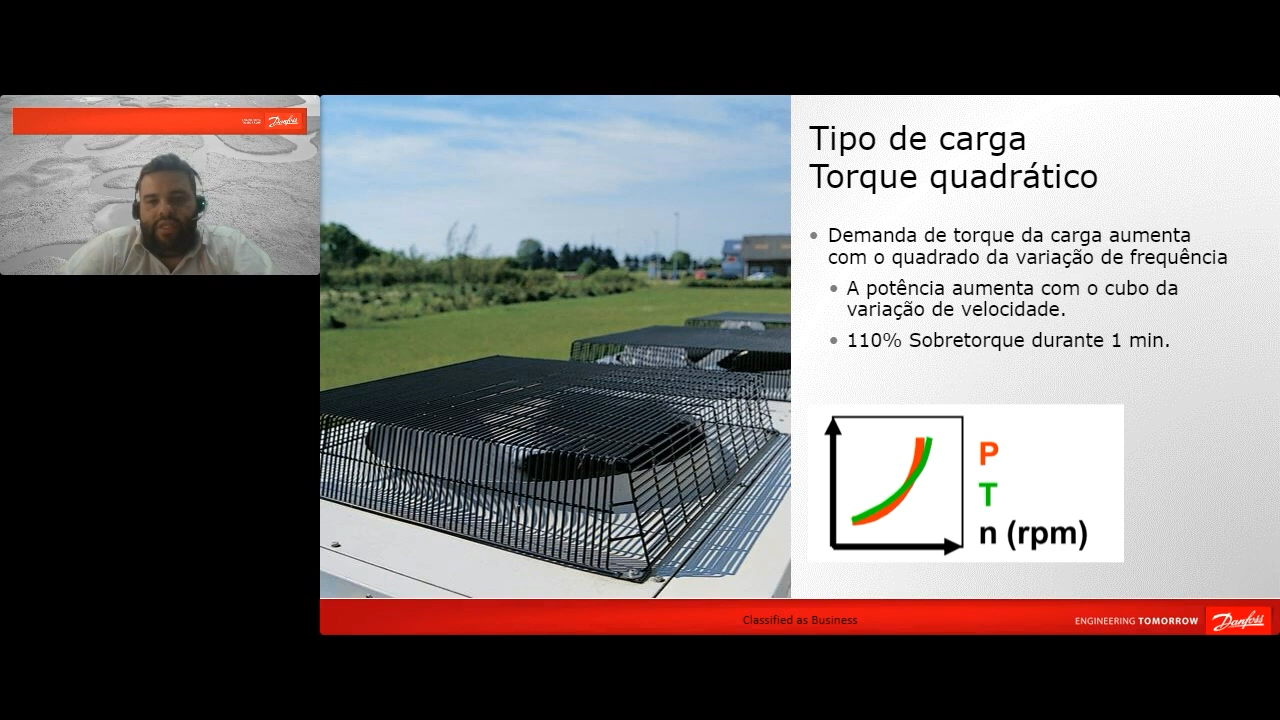 Danfoss
Tipo de carga
Torque quadrático
• Demanda de torque da carga aumenta
com o quadrado da variação de frequência
• A potência aumenta com o cubo da
variação de velocidade.
• 110% Sobretorque durante 1 min.
P
T
n (rpm)
Classified as Business
ENGINEERING TOMORROW
Danfoss